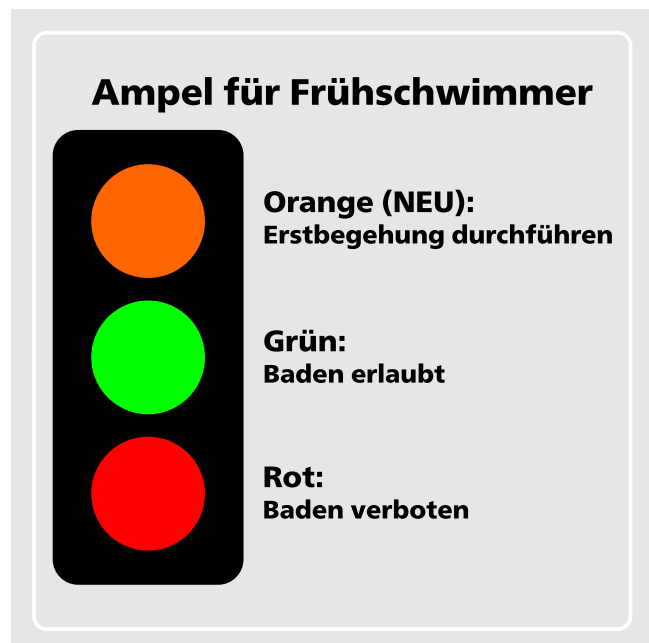 Ampel für Frühschwimmer
Orange (NEU):
Erstbegehung durchführen
Grün:
Baden erlaubt
Rot:
Baden verboten